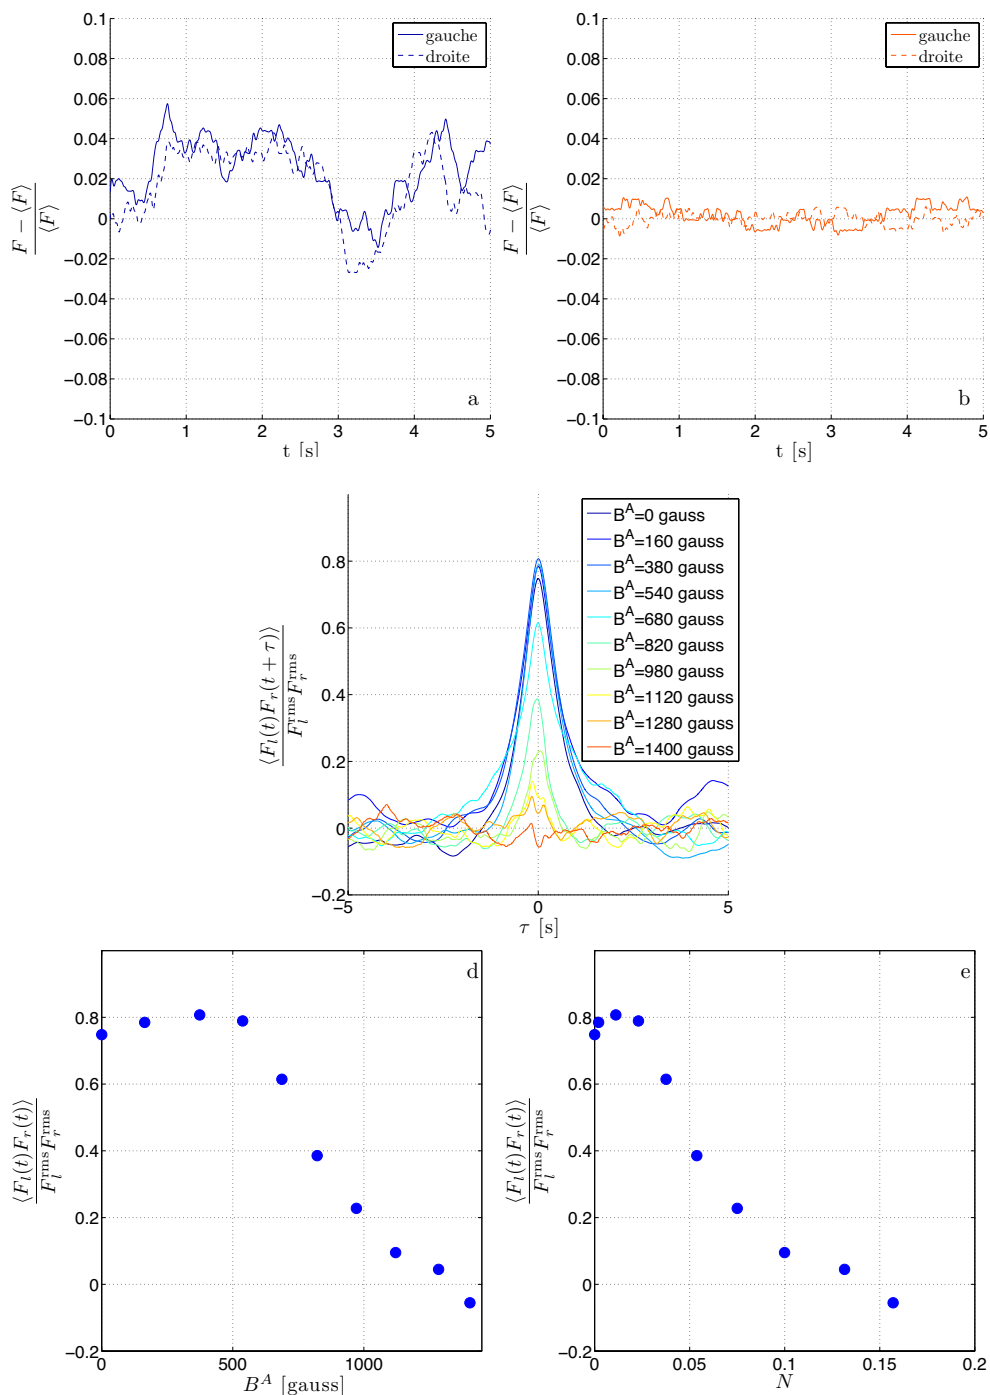 0.1
0.08
0.06
0.04
0.02
0
−0.02
−0.04
−0.06
−0.08
−0.1
F − ⟨F⟩
⟨F⟩
gauche
droite
a
0 1 2 3 4 5
t [s]
0.1
0.08
0.06
0.04
0.02
0
−0.02
−0.04
−0.06
−0.08
−0.1
F − ⟨F⟩
⟨F⟩
gauche
droite
b
0 1 2 3 4 5
t [s]
0.8
0.6
0.4
0.2
0
−0.2
⟨F_l(t)F_r(t + τ)⟩
F_l^rms F_r^rms
B^A=0 gauss
B^A=160 gauss
B^A=380 gauss
B^A=540 gauss
B^A=680 gauss
B^A=820 gauss
B^A=980 gauss
B^A=1120 gauss
B^A=1280 gauss
B^A=1400 gauss
−5 0 5
τ [s]
0.8
0.6
0.4
0.2
0
−0.2
⟨F_l(t)F_r(t)⟩
F_l^rms F_r^rms
d
0 500 1000
B^A [gauss]
0.8
0.6
0.4
0.2
0
−0.2
⟨F_l(t)F_r(t)⟩
F_l^rms F_r^rms
e
0 0.05 0.1 0.15 0.2
N